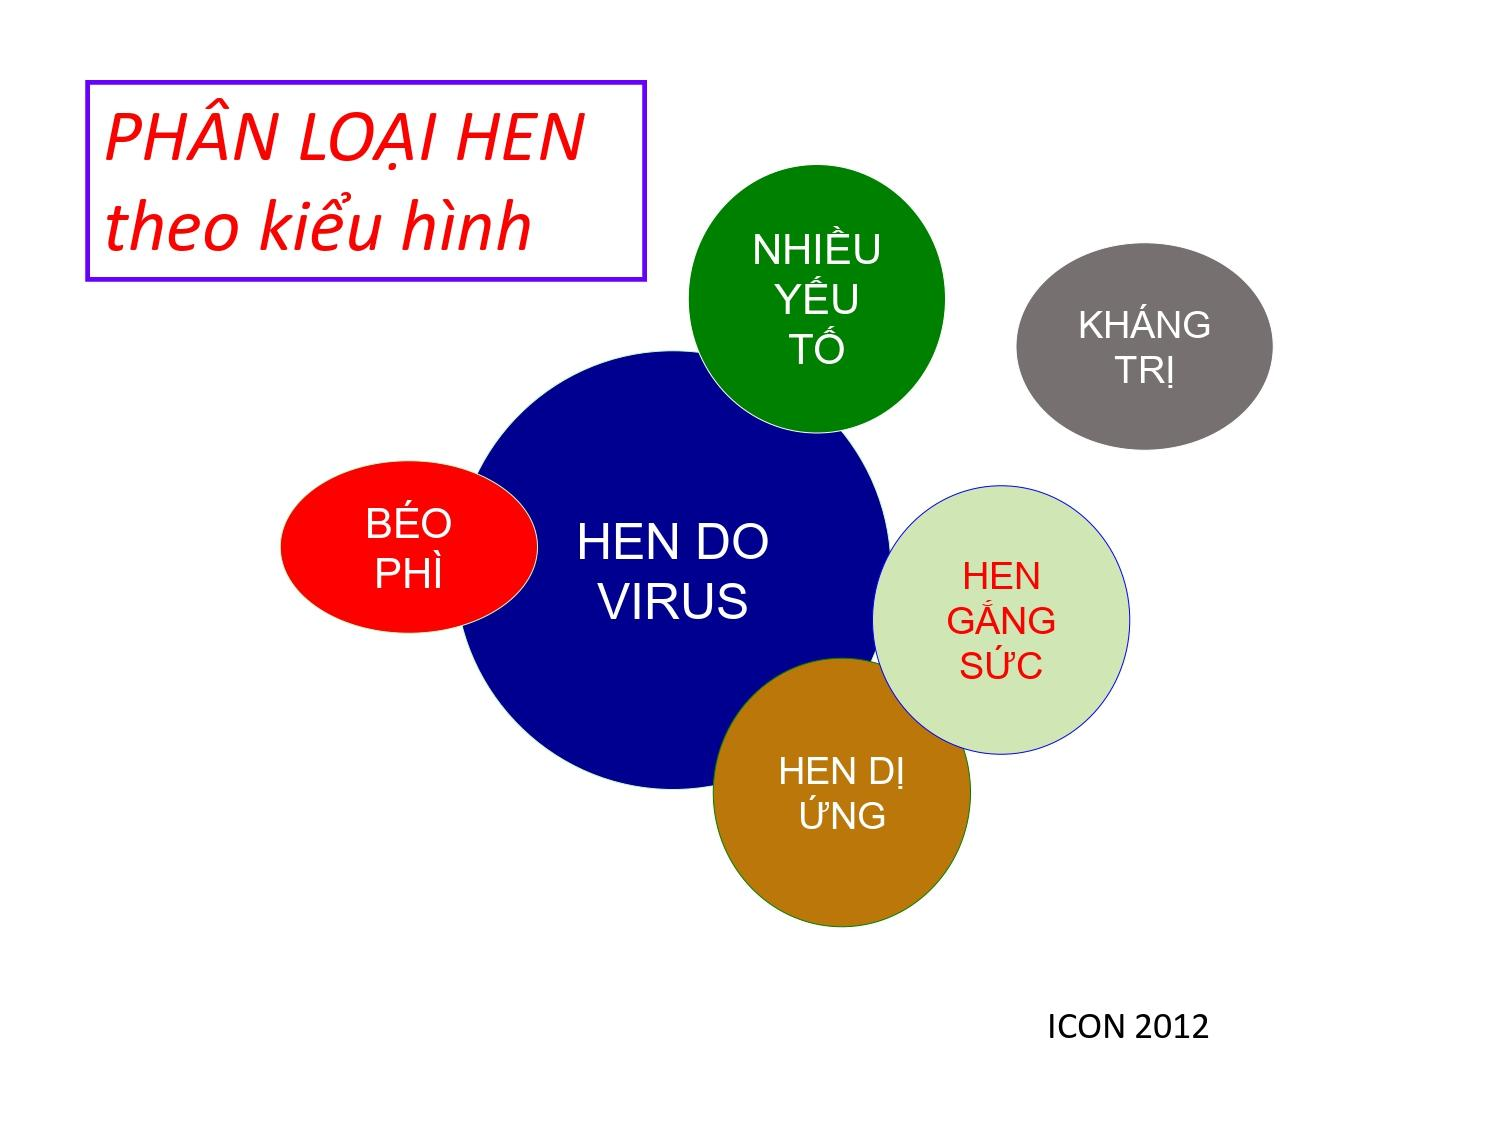 PHÂN LOẠI HEN
theo kiểu hình
NHIỀU
YẾU
TỐ
KHÁNG
TRỊ
BÉO
PHÌ
HEN DO
VIRUS
HEN
GẮNG
SỨC
HEN DỊ
ỨNG
ICON 2012